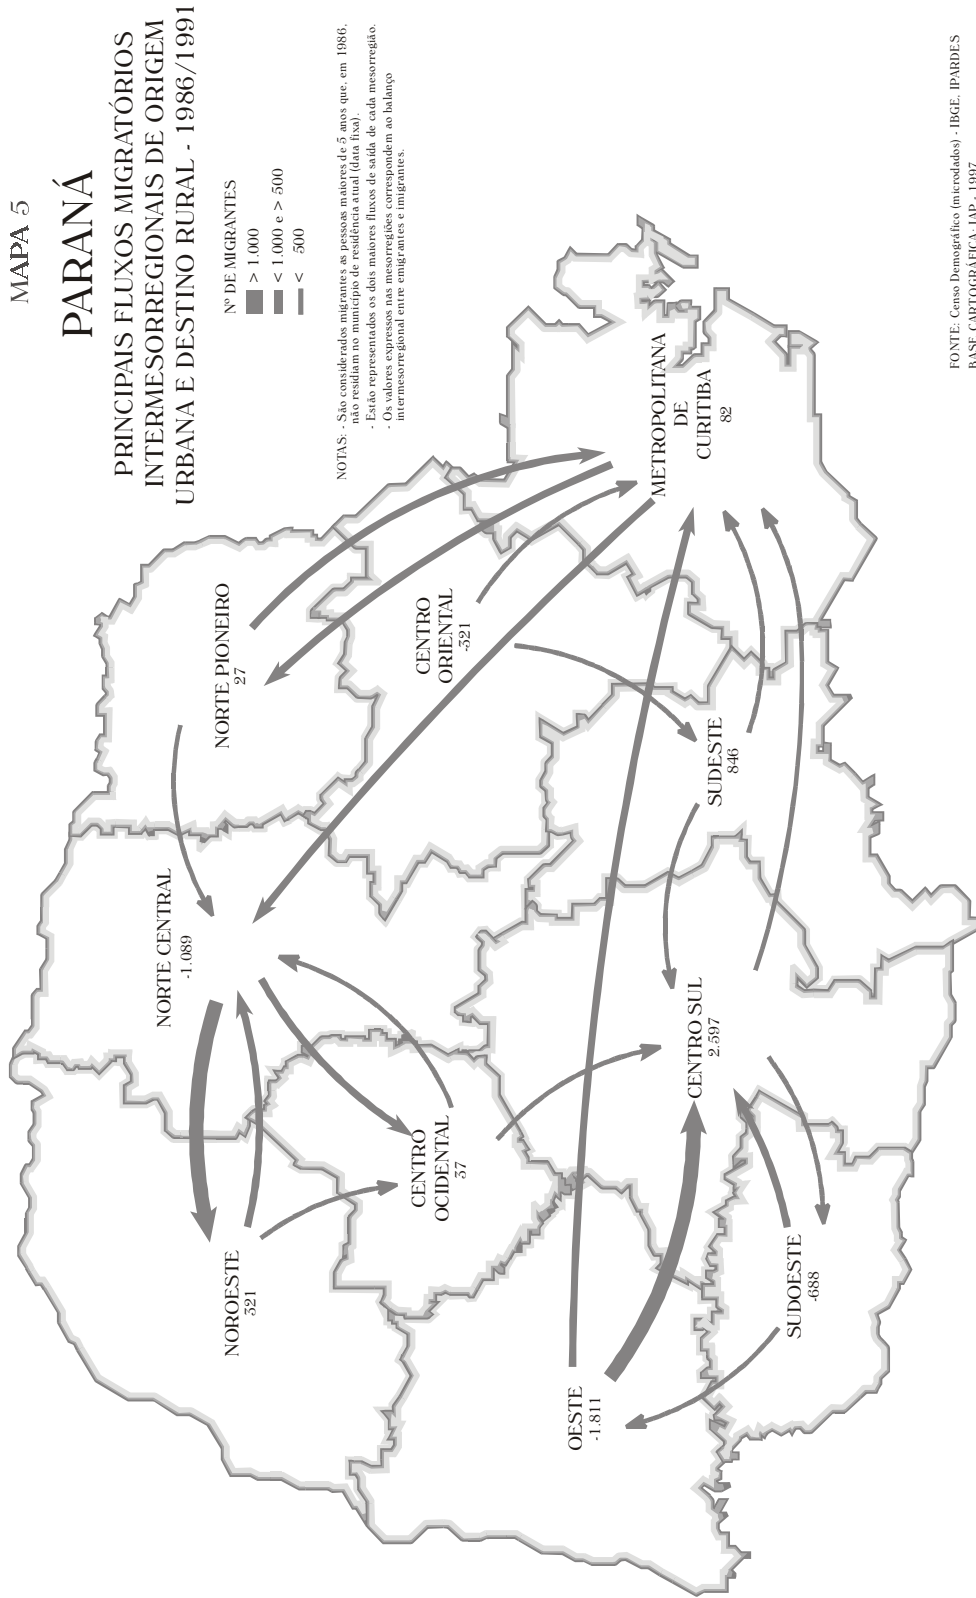 MAPA 5
PARANÁ
PRINCIPAIS FLUXOS MIGRATÓRIOS
INTERMESORREGIONAIS DE ORIGEM
URBANA E DESTINO RURAL - 1986/1991
Nº DE MIGRANTES
> 1.000
< 1.000 e > 500
< 500
NOTAS: - São considerados migrantes as pessoas maiores de 5 anos que, em 1986,
não residiam no município de residência atual (data fixa).
- Estão representados os dois maiores fluxos de saída de cada mesorregião.
- Os valores expressos nas mesorregiões correspondem ao balanço
intermesorregional entre emigrantes e imigrantes.
NOROESTE
321
NORTE CENTRAL
-1.089
NORTE PIONEIRO
27
CENTRO
OCIDENTAL
37
CENTRO
ORIENTAL
-321
METROPOLITANA
DE
CURITIBA
82
OESTE
-1.811
CENTRO SUL
2.597
SUDESTE
846
SUDOESTE
-688
FONTE: Censo Demográfico (microdados) - IBGE, IPARDES
BASE CARTOGRÁFICA: IAP - 1997